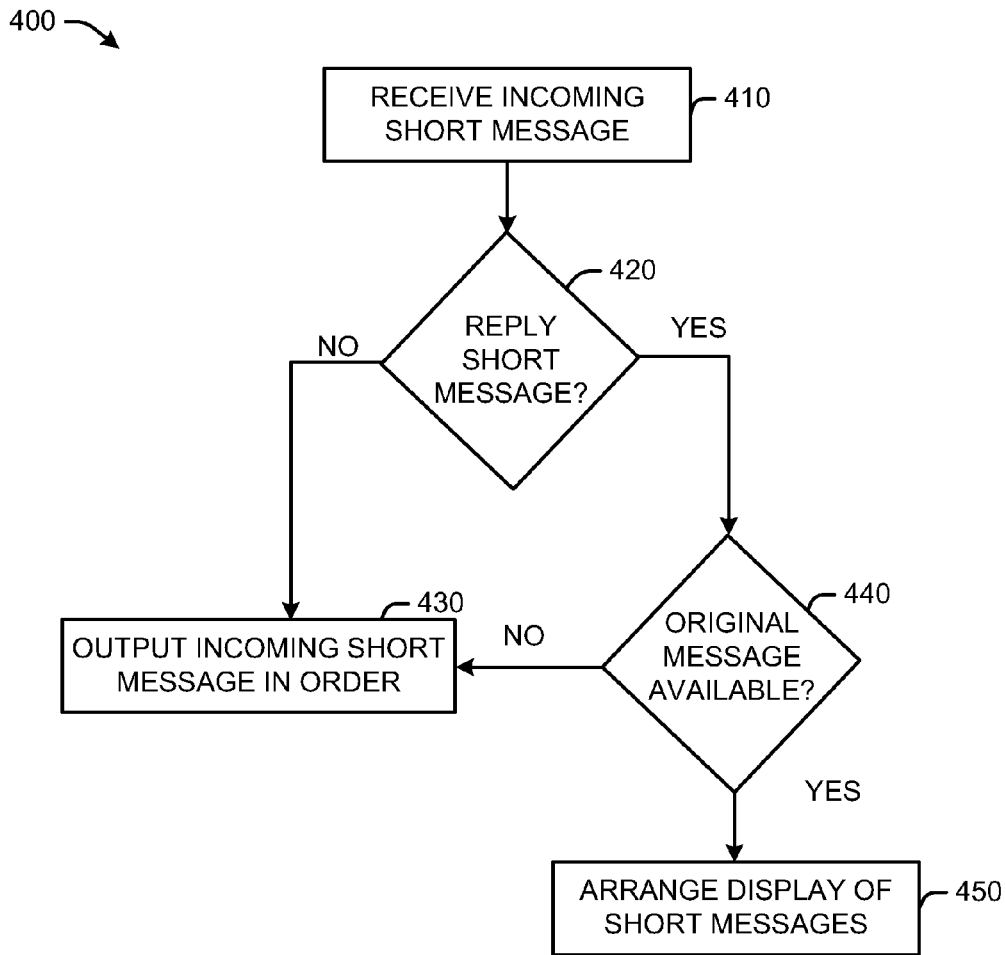 400
RECEIVE INCOMING
SHORT MESSAGE
410
420
REPLY
SHORT
MESSAGE?
NO
YES
430
OUTPUT INCOMING SHORT
MESSAGE IN ORDER
440
ORIGINAL
MESSAGE
AVAILABLE?
NO
YES
ARRANGE DISPLAY OF
SHORT MESSAGES
450